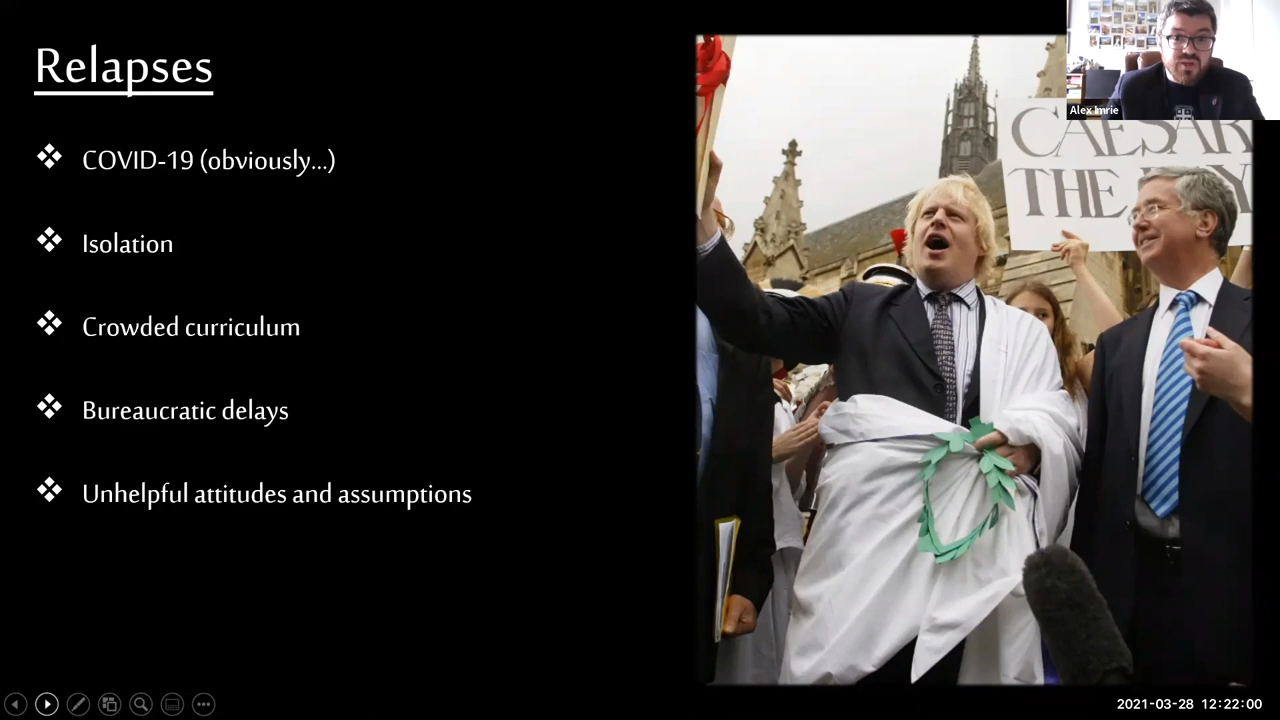 Relapses
COVID-19 (obviously...)
Isolation
Crowded curriculum
Bureaucratic delays
Unhelpful attitudes and assumptions
Alex Imrie
CAESAR
THE
2021-03-28 12:22:00